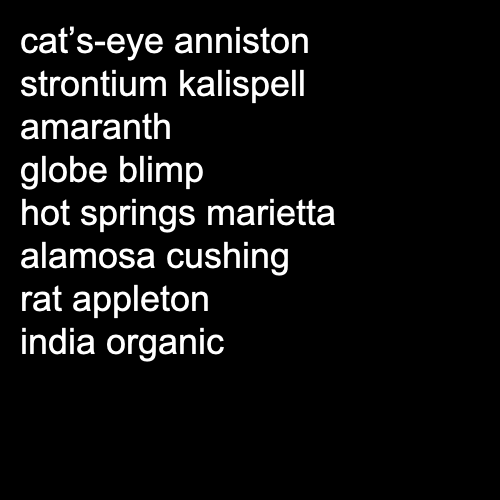 cat’s-eye anniston
strontium kalispell
amaranth
globe blimp
hot springs marietta
alamosa cushing
rat appleton
india organic